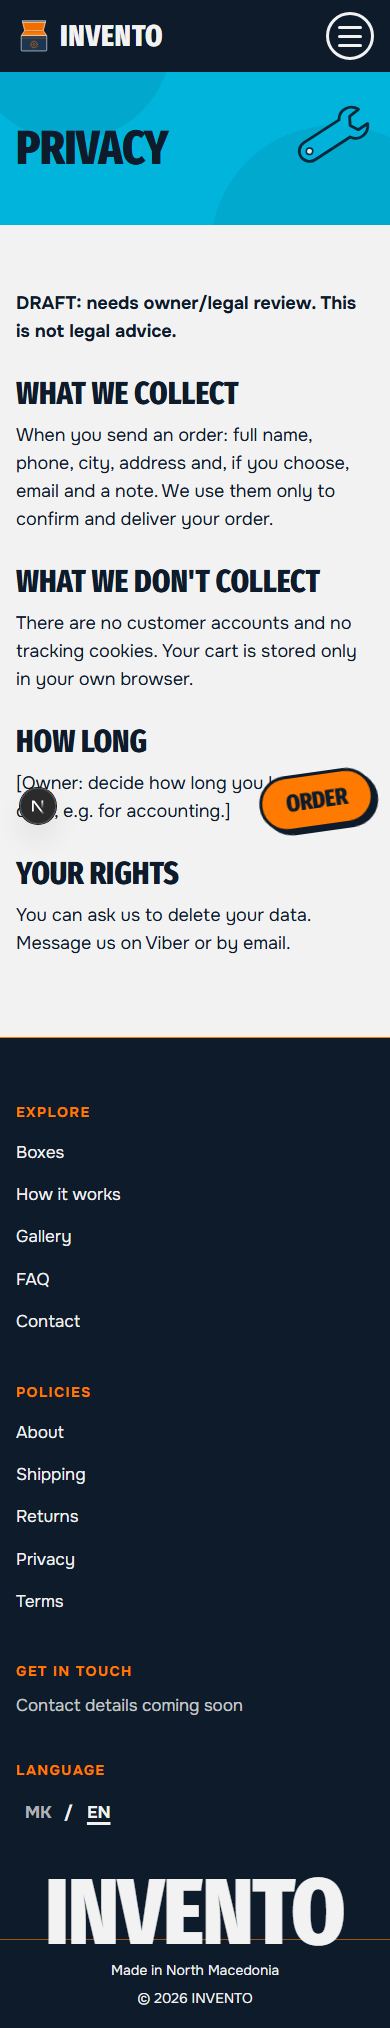 INVENTO
PRIVACY
DRAFT: needs owner/legal review. This
is not legal advice.
WHAT WE COLLECT
When you send an order: full name,
phone, city, address and, if you choose,
email and a note. We use them only to
confirm and deliver your order.
WHAT WE DON'T COLLECT
There are no customer accounts and no
tracking cookies. Your cart is stored only
in your own browser.
HOW LONG
[Owner: decide how long you
N
, e.g. for accounting.]
ORDER
YOUR RIGHTS
You can ask us to delete your data.
Message us on Viber or by email.
EXPLORE
Boxes
How it works
Gallery
FAQ
Contact
POLICIES
About
Shipping
Returns
Privacy
Terms
GET IN TOUCH
Contact details coming soon
LANGUAGE
MK / EN
INVENTO
Made in North Macedonia
© 2026 INVENTO